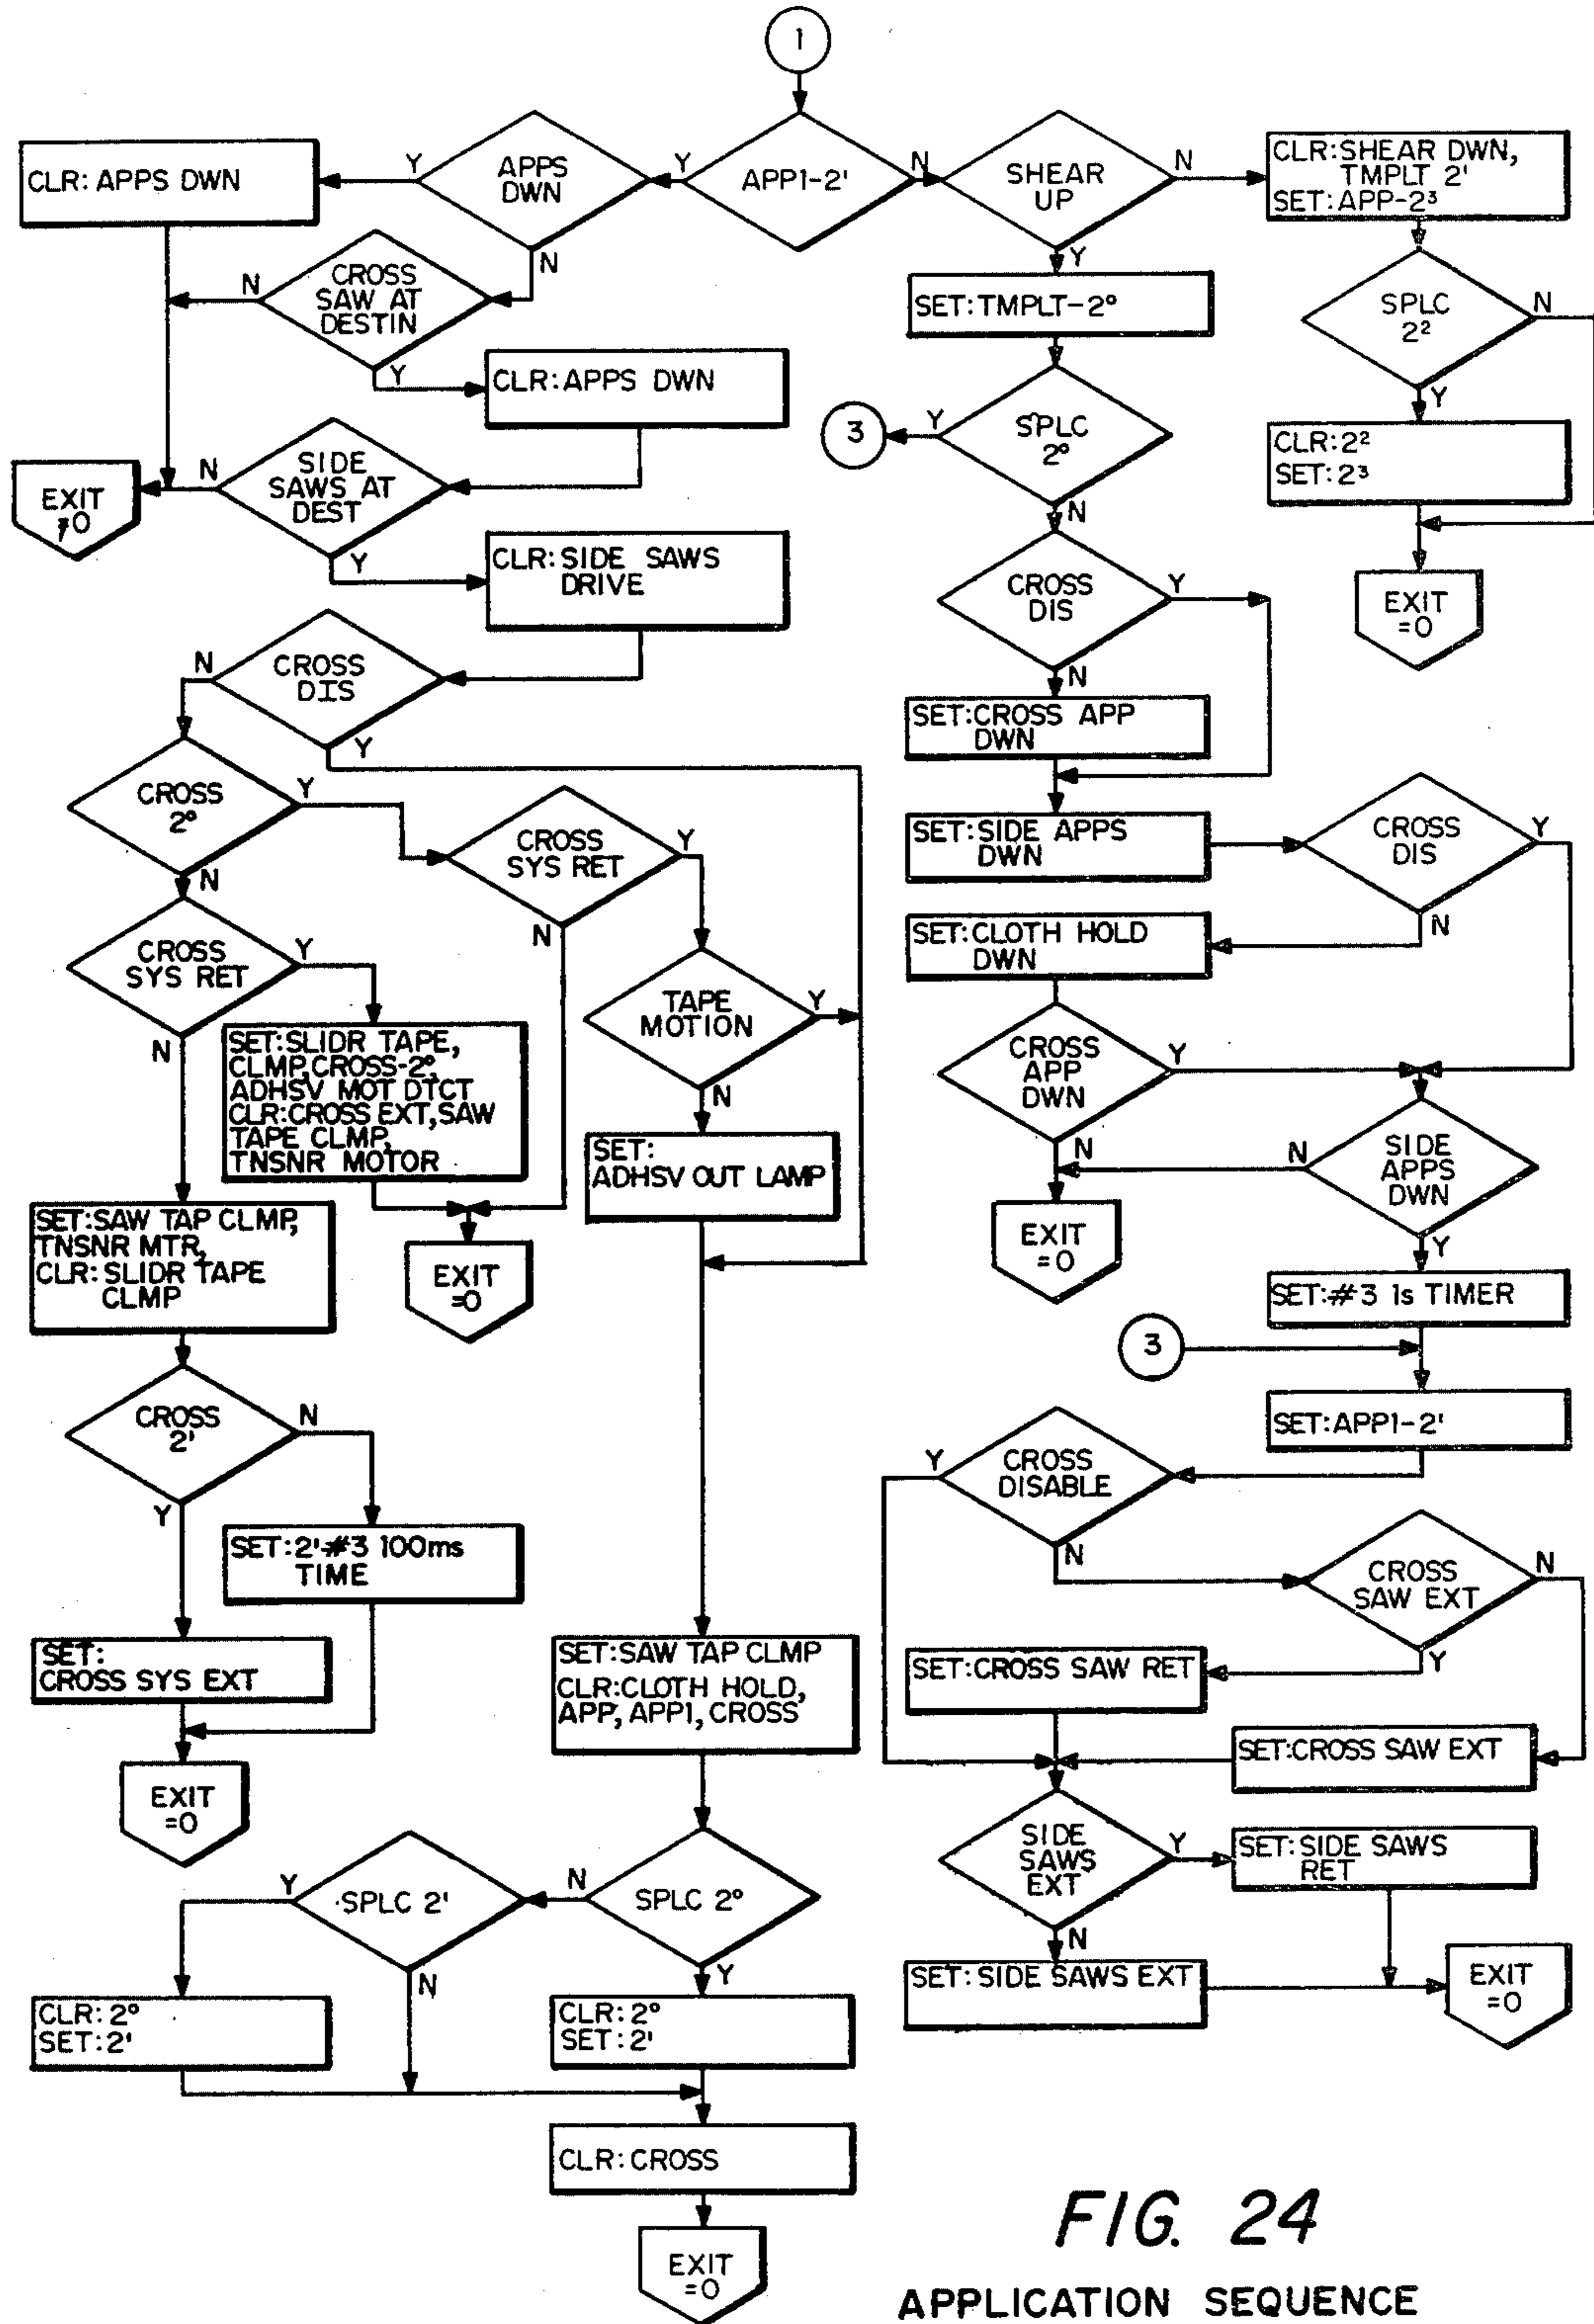 1
APP1-2'
Y
N
APPS
DWN
Y
N
CLR: APPS DWN
CROSS
SAW AT
DESTIN
N
Y
CLR: APPS DWN
SIDE
SAWS AT
DEST
N
Y
EXIT
≠0
CLR: SIDE SAWS
DRIVE
CROSS
DIS
N
Y
CROSS
2°
Y
N
CROSS
SYS RET
Y
N
CROSS
SYS RET
Y
N
TAPE
MOTION
Y
N
SET: SLIDR TAPE,
CLMP, CROSS-2°,
ADHSV MOT DTCT
CLR: CROSS EXT, SAW
TAPE CLMP,
TNSNR MOTOR
SET:
ADHSV OUT LAMP
EXIT
=0
SET: SAW TAP CLMP,
TNSNR MTR,
CLR: SLIDR TAPE
CLMP
CROSS
2'
N
Y
SET: 2'#3 100ms
TIME
SET:
CROSS SYS EXT
EXIT
=0
SET: SAW TAP CLMP
CLR: CLOTH HOLD,
APP, APP1, CROSS
SPLC 2°
N
Y
SPLC 2'
Y
N
CLR: 2°
SET: 2'
CLR: 2°
SET: 2'
CLR: CROSS
EXIT
=0
SHEAR
UP
N
Y
CLR: SHEAR DWN,
TMPLT 2'
SET: APP-2³
SPLC
2²
N
Y
CLR: 2²
SET: 2³
EXIT
=0
SET: TMPLT-2°
SPLC
2°
Y
N
3
CROSS
DIS
Y
N
SET: CROSS APP
DWN
SET: SIDE APPS
DWN
CROSS
DIS
Y
N
SET: CLOTH HOLD
DWN
CROSS
APP
DWN
Y
N
SIDE
APPS
DWN
N
Y
EXIT
=0
SET: #3 1s TIMER
3
SET: APP1-2'
CROSS
DISABLE
Y
N
CROSS
SAW EXT
N
Y
SET: CROSS SAW RET
SET: CROSS SAW EXT
SIDE
SAWS
EXT
Y
N
SET: SIDE SAWS
RET
SET: SIDE SAWS EXT
EXIT
=0
FIG. 24
APPLICATION SEQUENCE